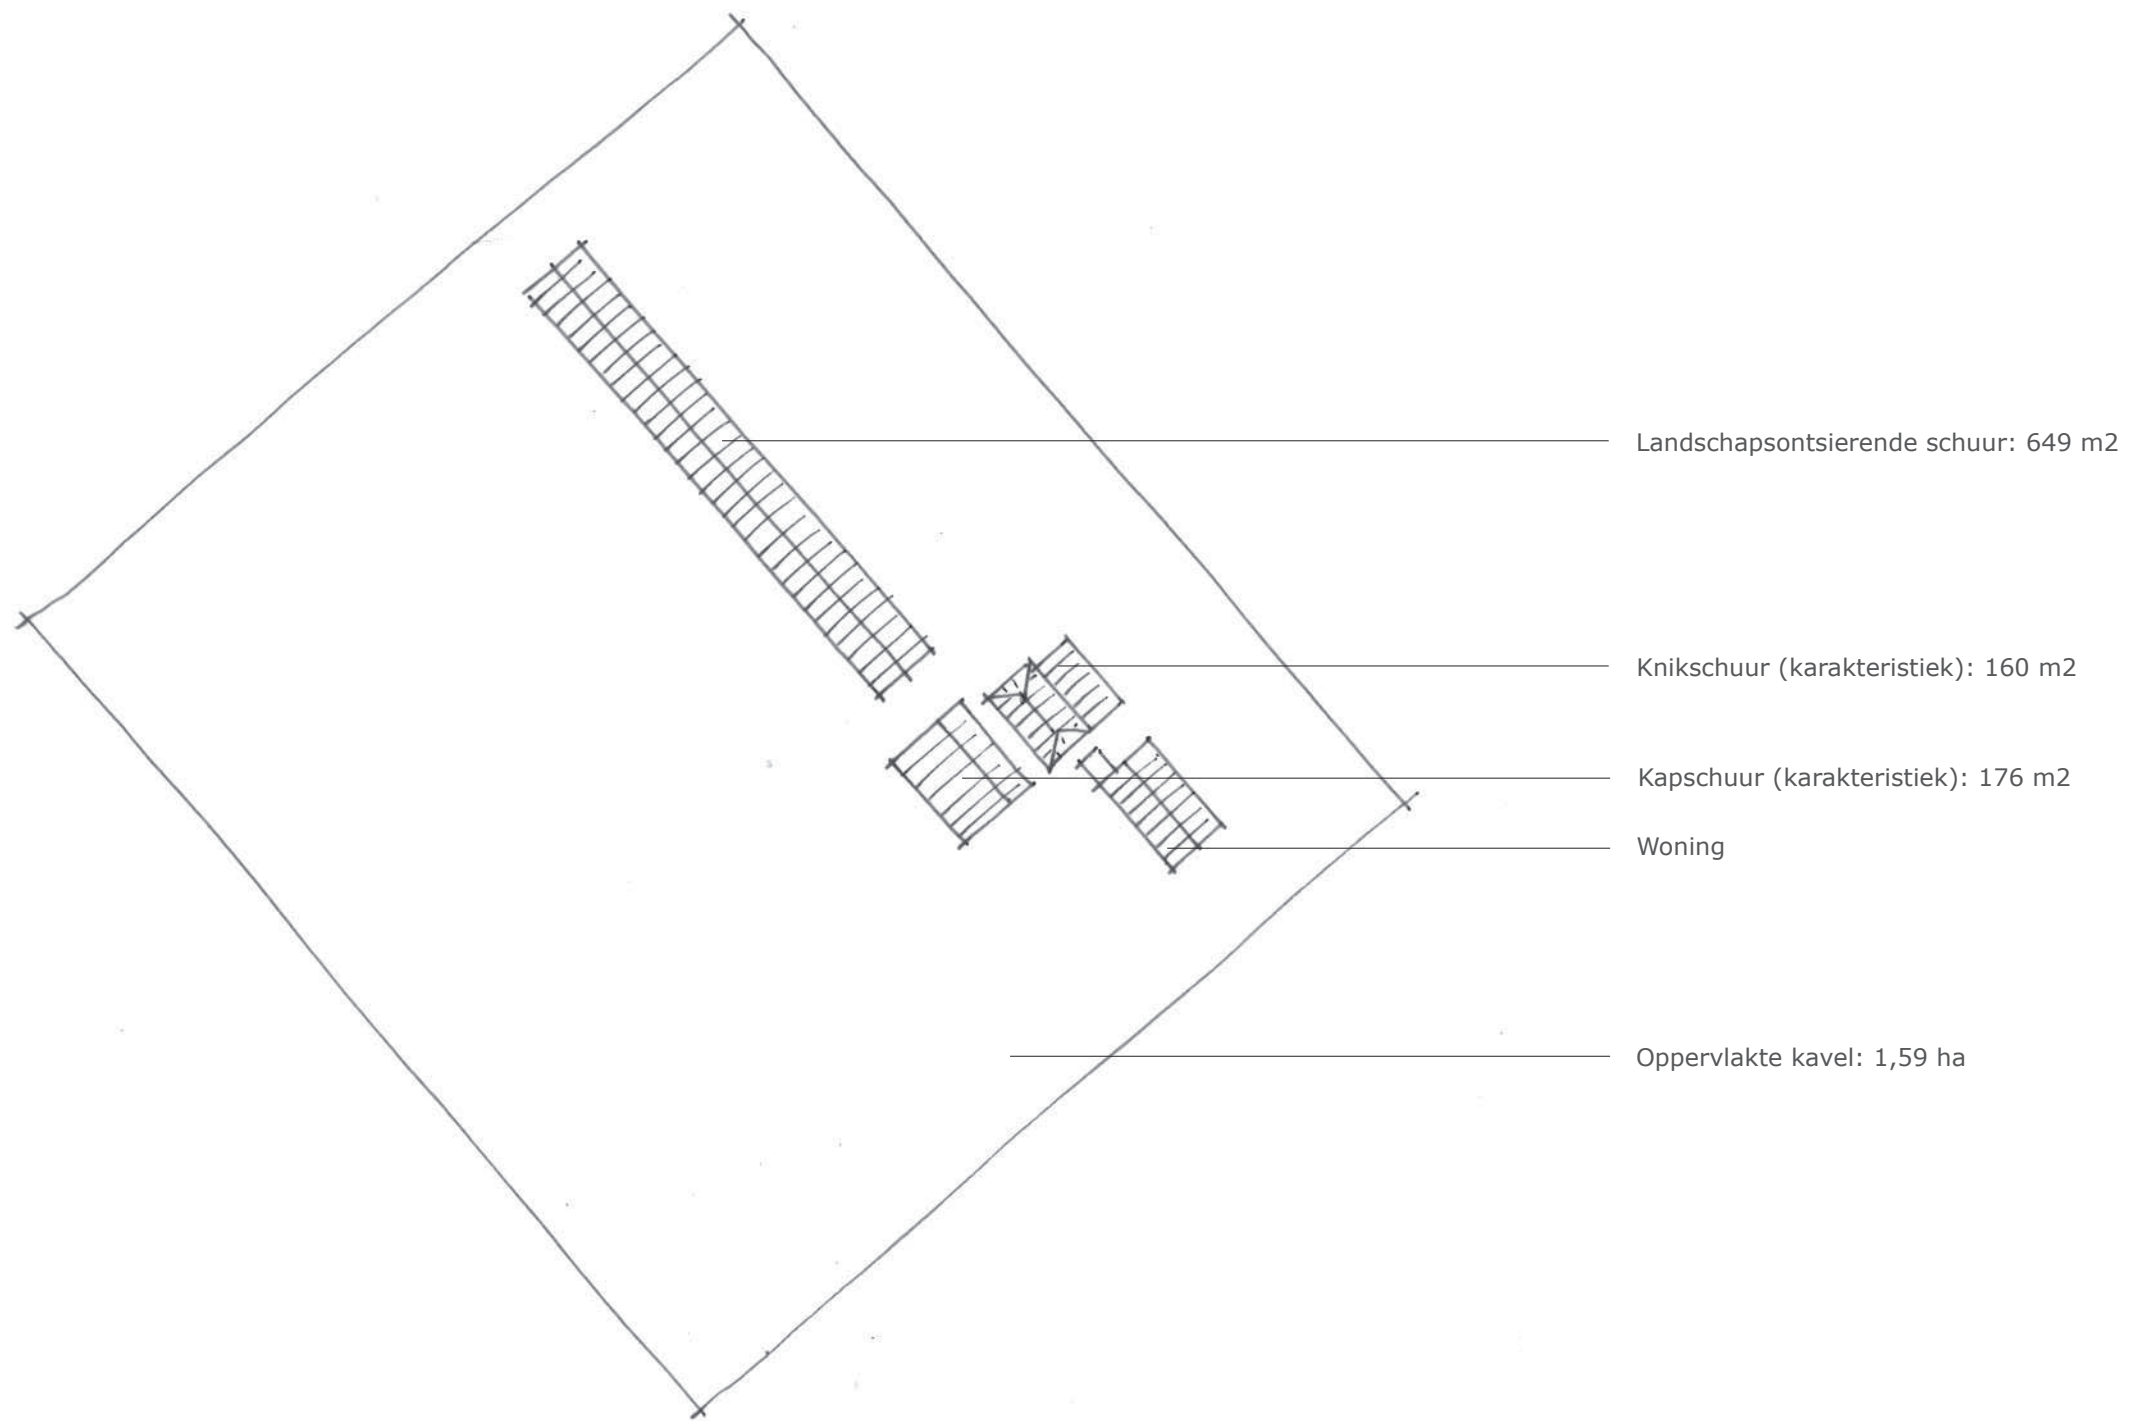 Landschapsontsierende schuur: 649 m2
Knikschuur (karakteristiek): 160 m2
Kapschuur (karakteristiek): 176 m2
Woning
Oppervlakte kavel: 1,59 ha